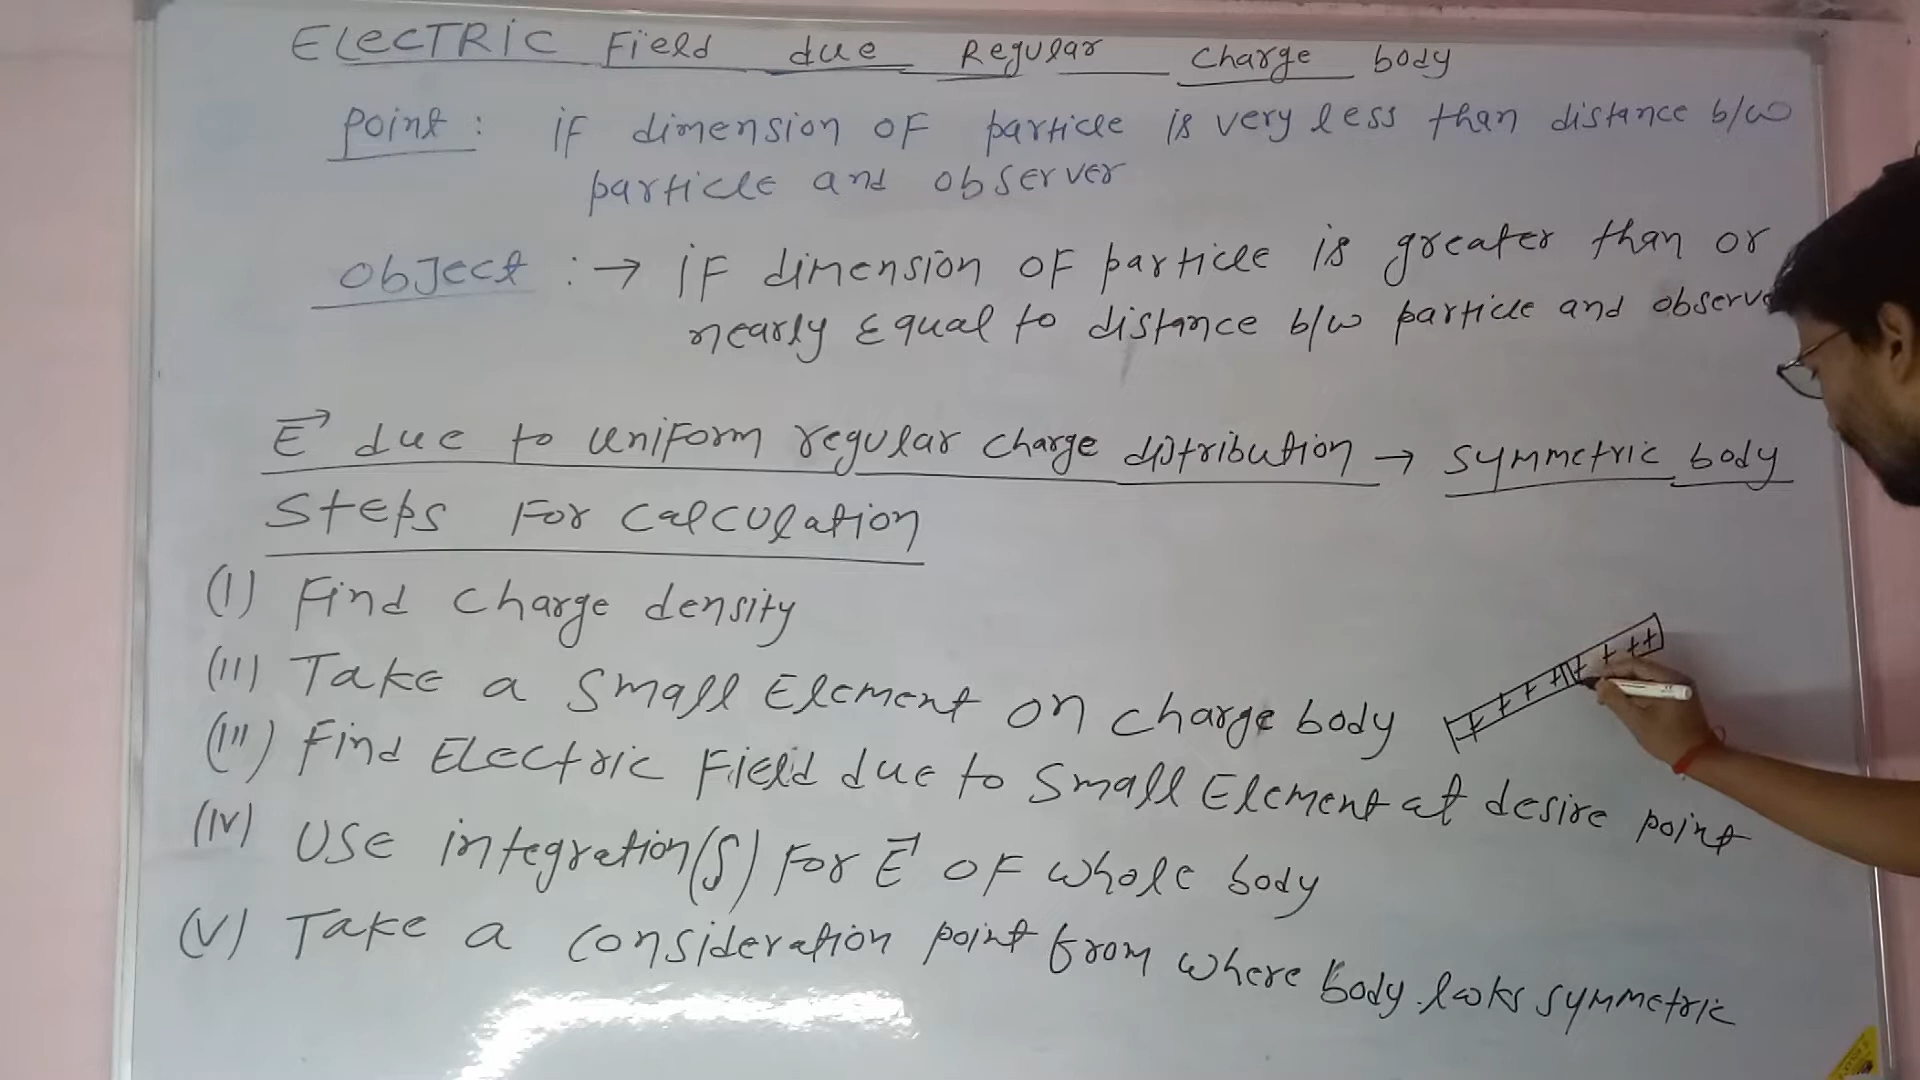 ELECTRIC Field due Regular Charge body
Point : if dimension of particle is very less than distance b/w
particle and observer
Object :→ if dimension of particle is greater than or
nearly Equal to distance b/w particle and observe
E⃗ due to uniform regular charge distribution → symmetric body
Steps For calculation
(I) Find charge density
(II) Take a Small Element on charge body
(III) Find Electric Field due to Small Element at desire point
(IV) Use integration (∫) For E⃗ of whole body
(V) Take a consideration point from where body looks symmetric
+ + + + + + + + +